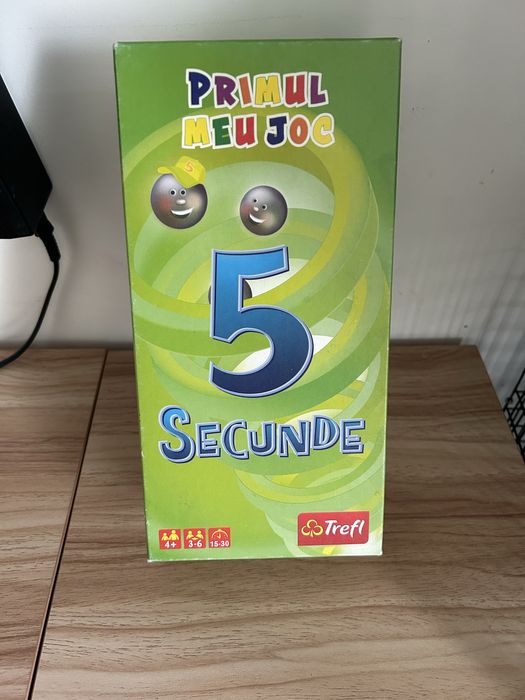 PRIMUL
MEU JOC
5
5
SECUNDE
4+ 3-6 15-30
Trefl